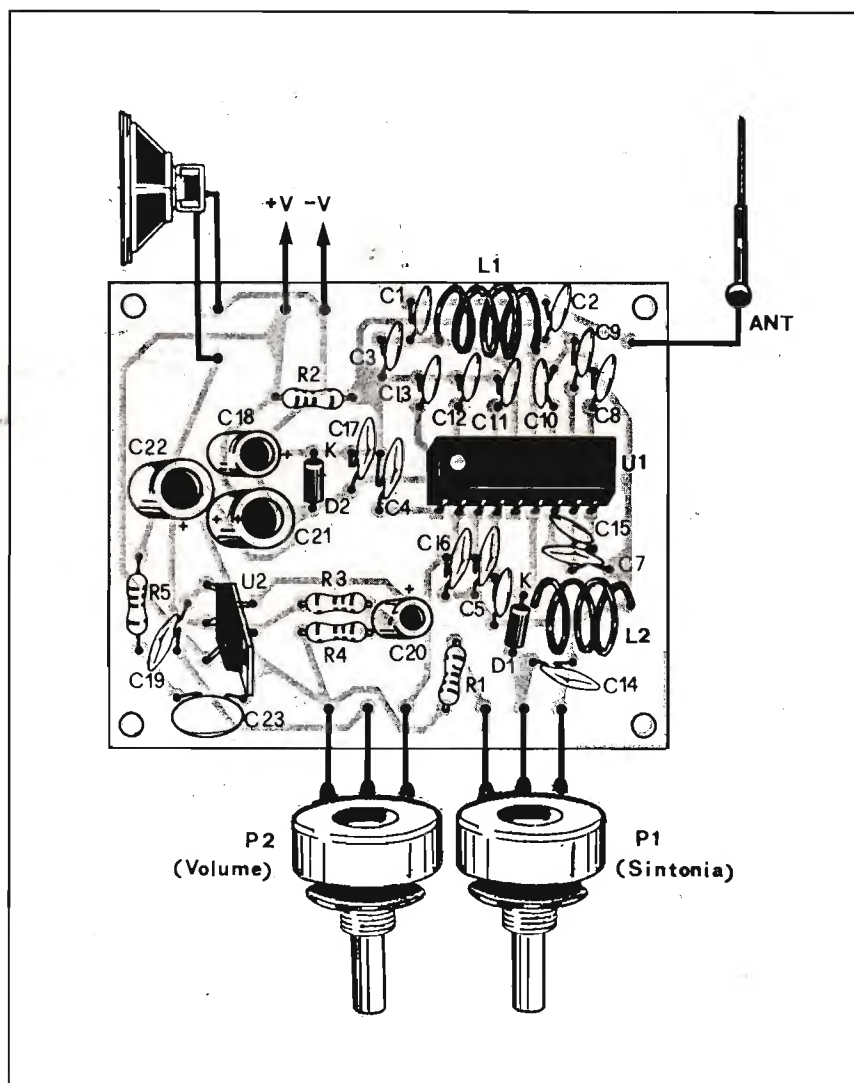 +V -V
L1
ANT
C1
C2
C3
C9
R2
C13
C12
C11
C10
C8
C22
C18
C17
K
U1
D2
C4
C21
C15
C16
C7
R5
U2
R3
C5
K
L2
R4
C20
D1
R1
C14
C19
C23
+
+
+
P2
(Volume)
P1
(Sintonia)